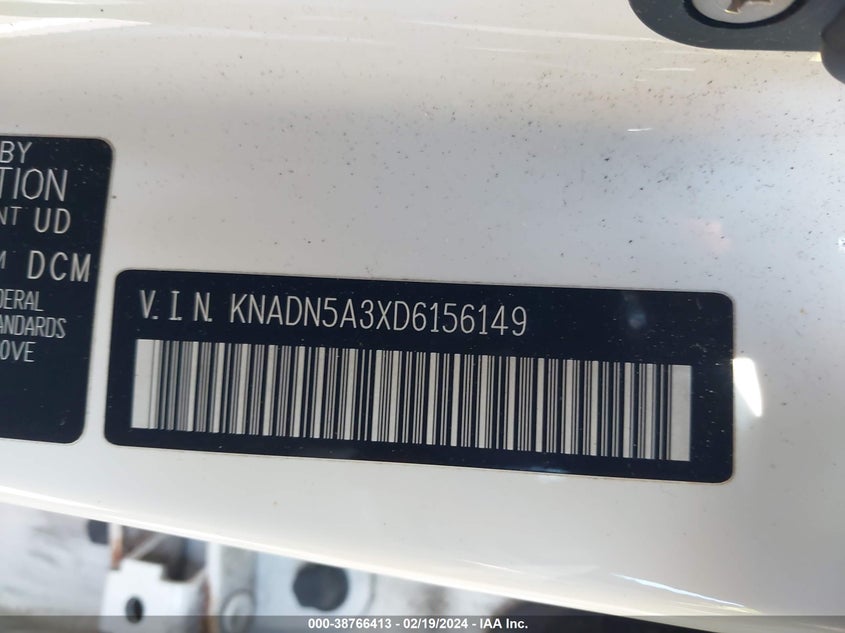 BY
TION
NT UD
M DCM
DERAL
ANDARDS
OVE
V. I N. KNADN5A3XD6156149
000-38766413 - 02/19/2024 - IAA Inc.